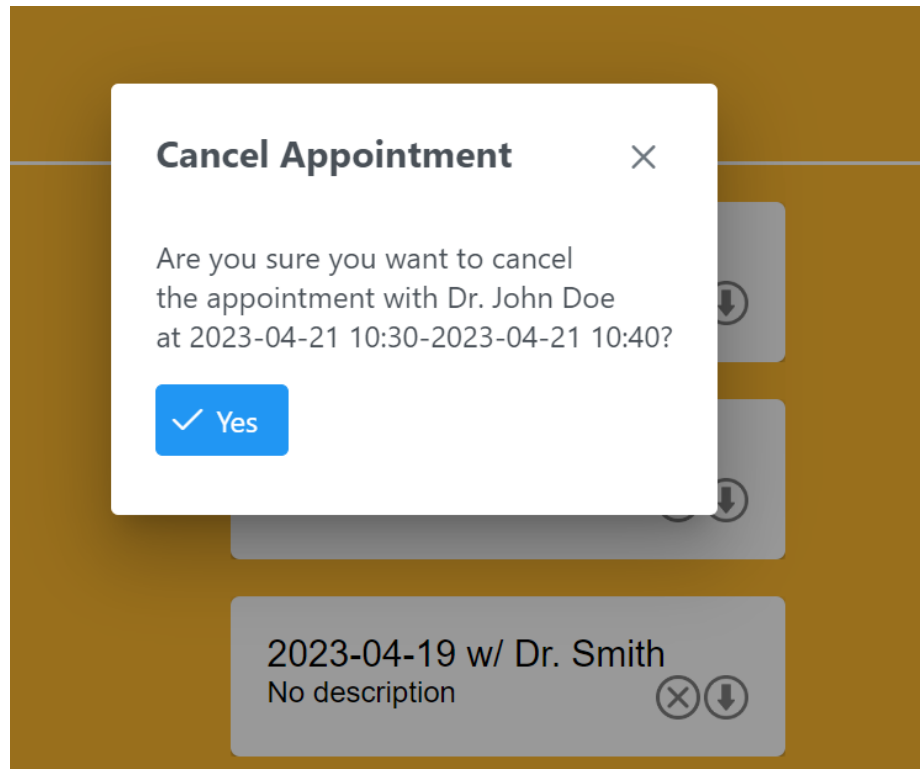 Cancel Appointment
Are you sure you want to cancel
the appointment with Dr. John Doe
at 2023-04-21 10:30-2023-04-21 10:40?
Yes
2023-04-19 w/ Dr. Smith
No description